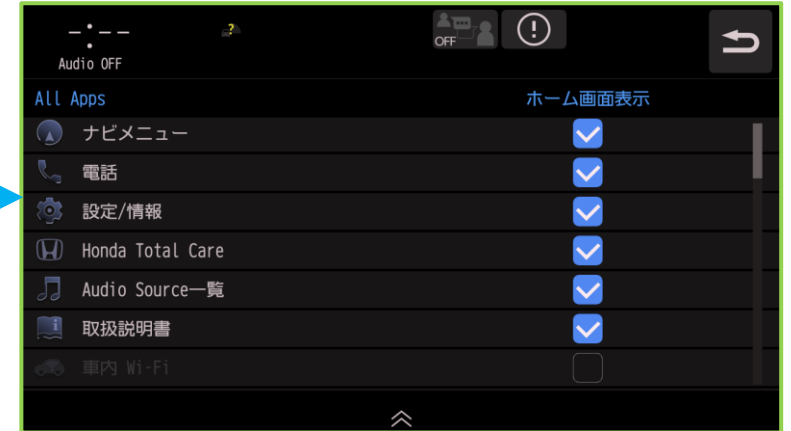 -:--
?
Audio OFF
OFF
!
All Apps
ホーム画面表示
ナビメニュー
電話
設定/情報
Honda Total Care
Audio Source一覧
i
取扱説明書
車内 Wi-Fi